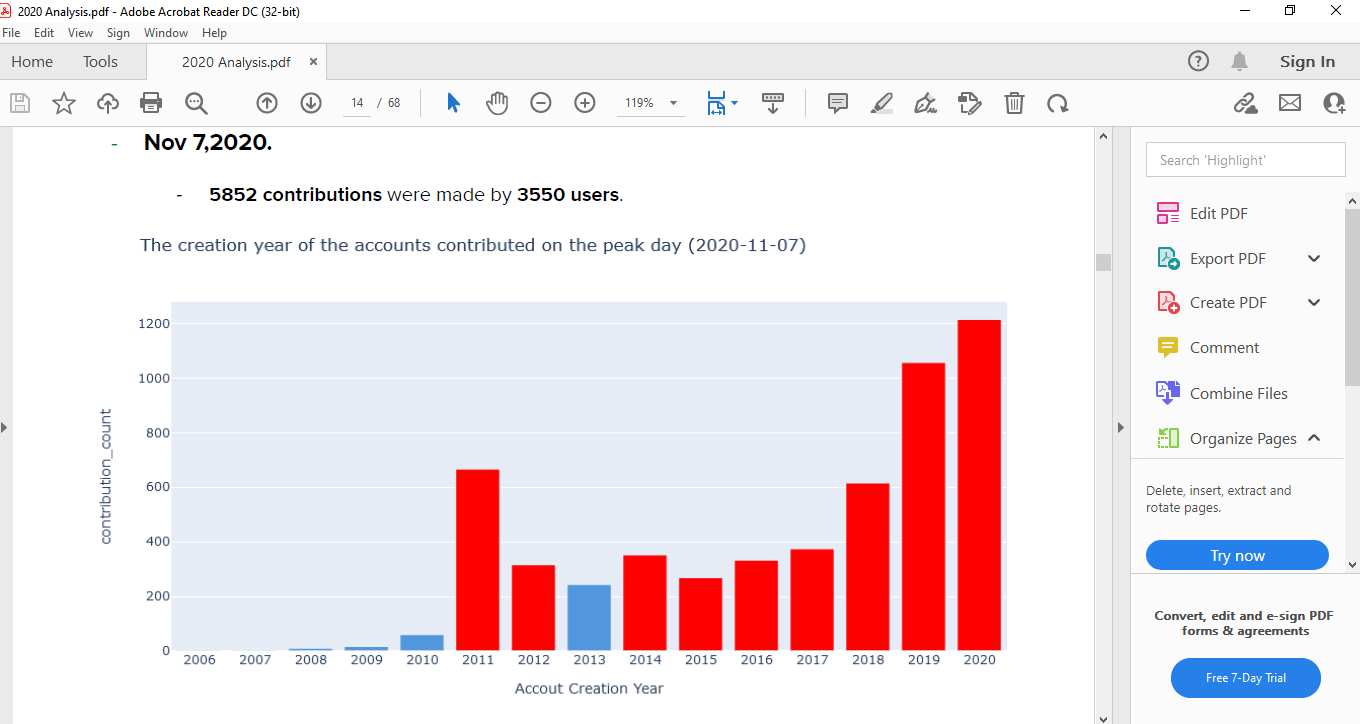 2020 Analysis.pdf - Adobe Acrobat Reader DC (32-bit)
File Edit View Sign Window Help
Home Tools 2020 Analysis.pdf × Sign In
14 / 68 119%
- Nov 7,2020.
- 5852 contributions were made by 3550 users.
The creation year of the accounts contributed on the peak day (2020-11-07)
1200
1000
800
600
400
200
0
contribution_count
2006 2007 2008 2009 2010 2011 2012 2013 2014 2015 2016 2017 2018 2019 2020
Accout Creation Year
Search 'Highlight'
Edit PDF
Export PDF
Create PDF
Comment
Combine Files
Organize Pages
Delete, insert, extract and
rotate pages.
Try now
Convert, edit and e-sign PDF
forms & agreements
Free 7-Day Trial